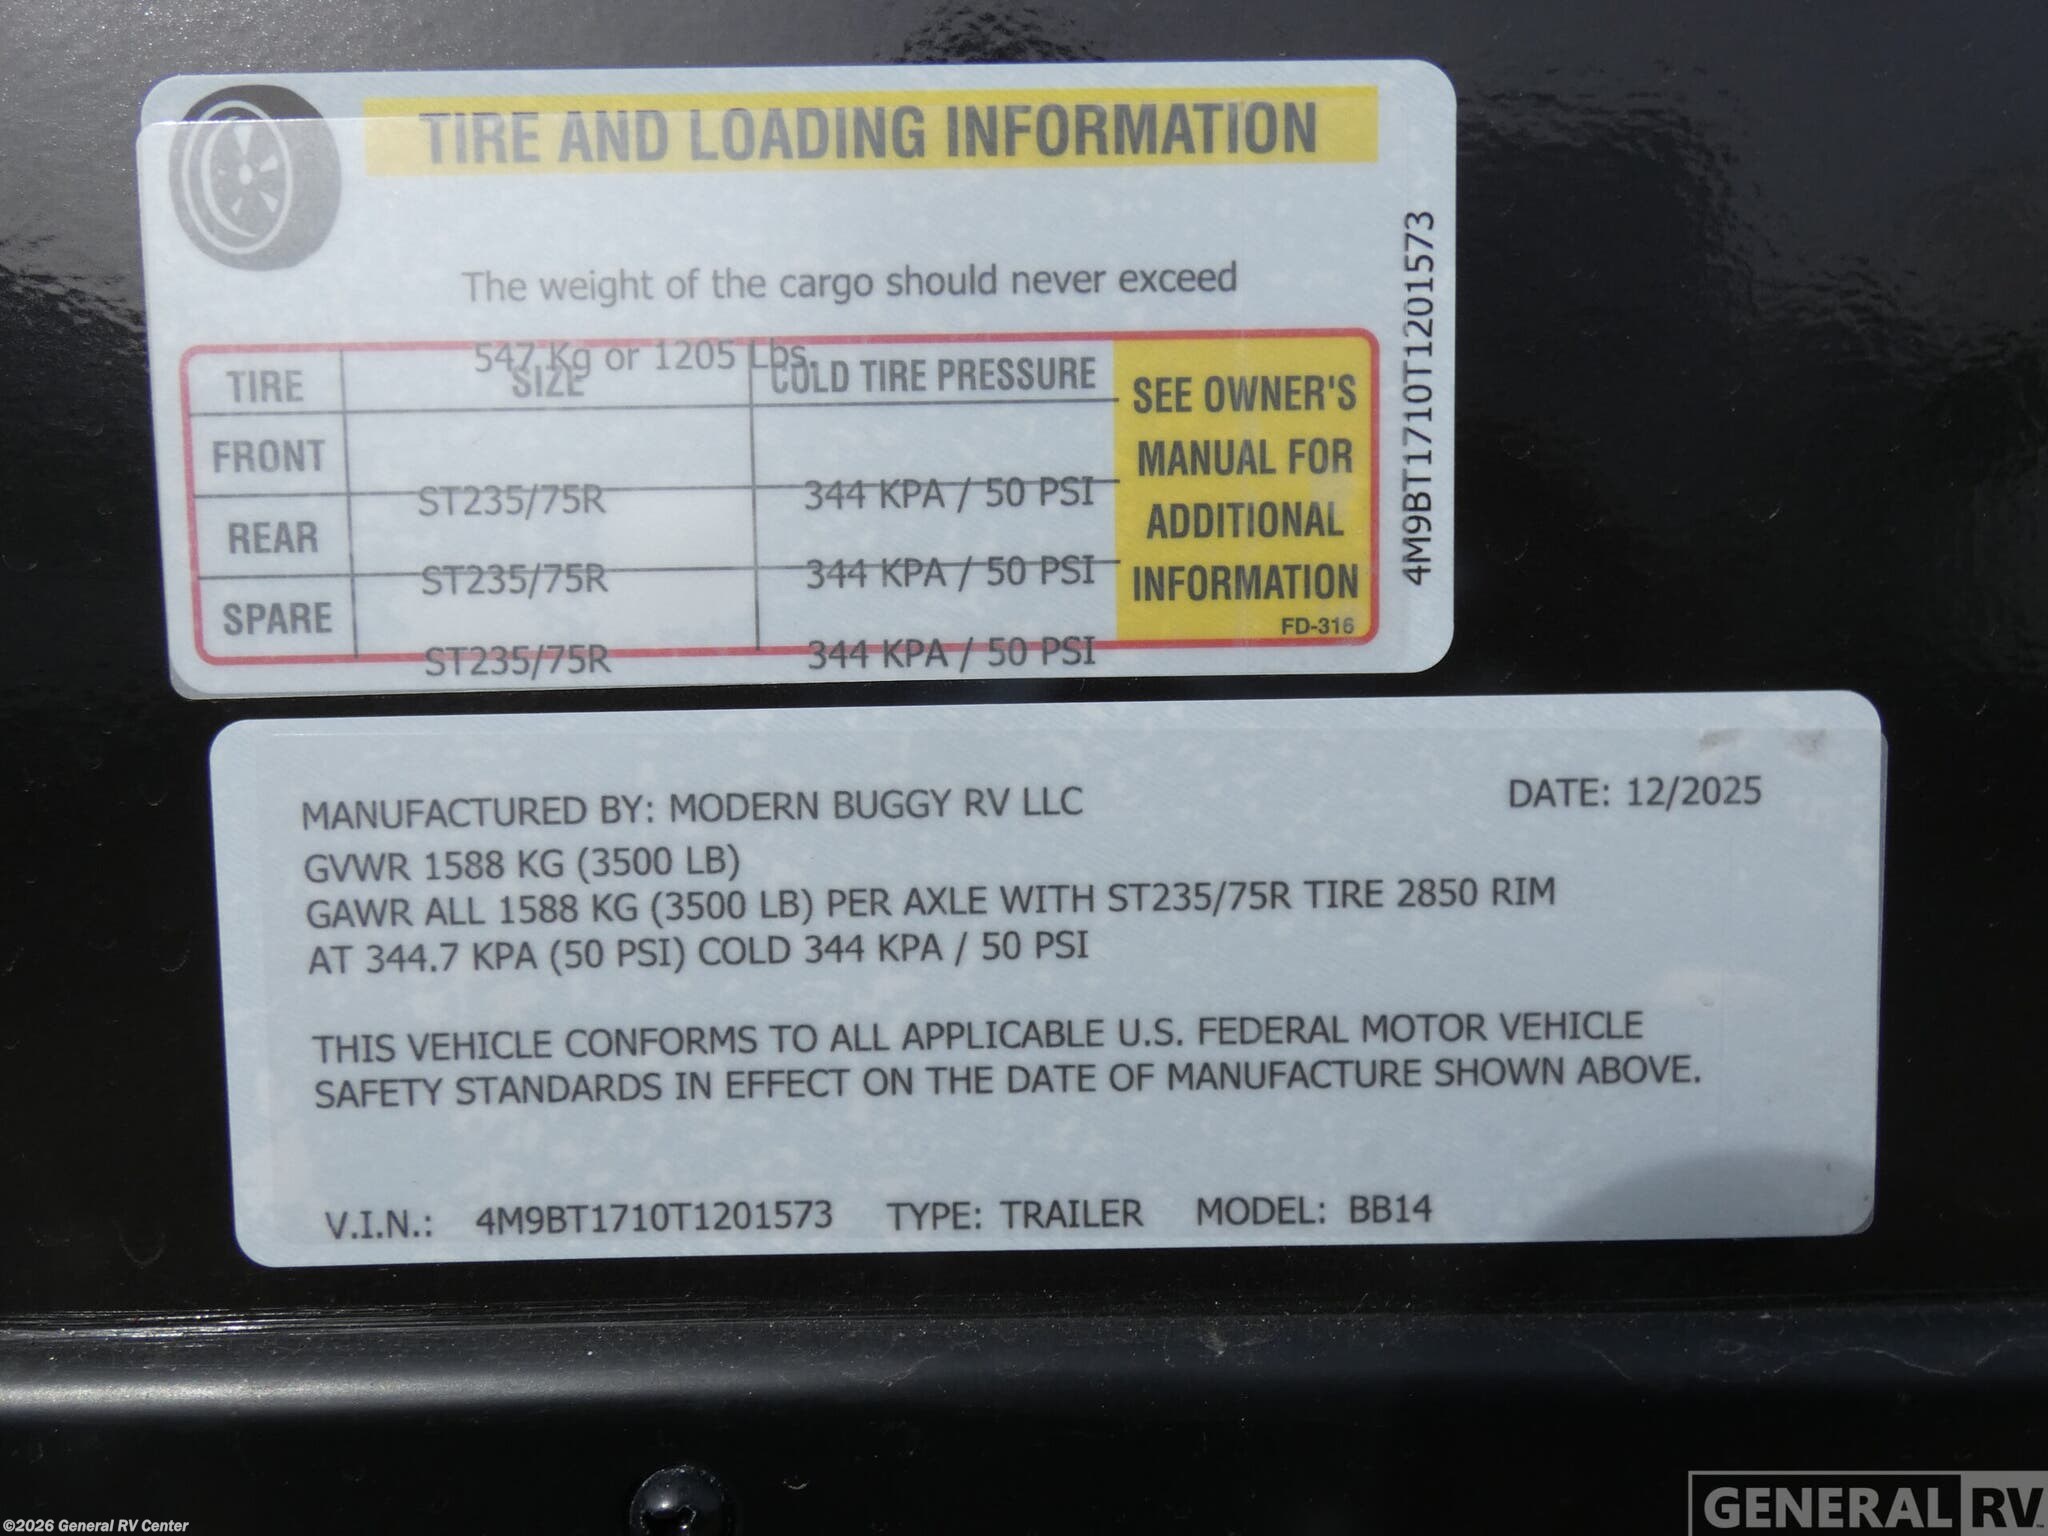 TIRE AND LOADING INFORMATION
The weight of the cargo should never exceed
547 Kg or 1205 Lbs.
TIRE SIZE COLD TIRE PRESSURE
FRONT ST235/75R 344 KPA / 50 PSI
REAR ST235/75R 344 KPA / 50 PSI
SPARE ST235/75R 344 KPA / 50 PSI
SEE OWNER'S
MANUAL FOR
ADDITIONAL
INFORMATION
FD-316
4M9BT1710T1201573
MANUFACTURED BY: MODERN BUGGY RV LLC DATE: 12/2025
GVWR 1588 KG (3500 LB)
GAWR ALL 1588 KG (3500 LB) PER AXLE WITH ST235/75R TIRE 2850 RIM
AT 344.7 KPA (50 PSI) COLD 344 KPA / 50 PSI
THIS VEHICLE CONFORMS TO ALL APPLICABLE U.S. FEDERAL MOTOR VEHICLE
SAFETY STANDARDS IN EFFECT ON THE DATE OF MANUFACTURE SHOWN ABOVE.
V.I.N.: 4M9BT1710T1201573 TYPE: TRAILER MODEL: BB14
©2026 General RV Center
GENERAL RV